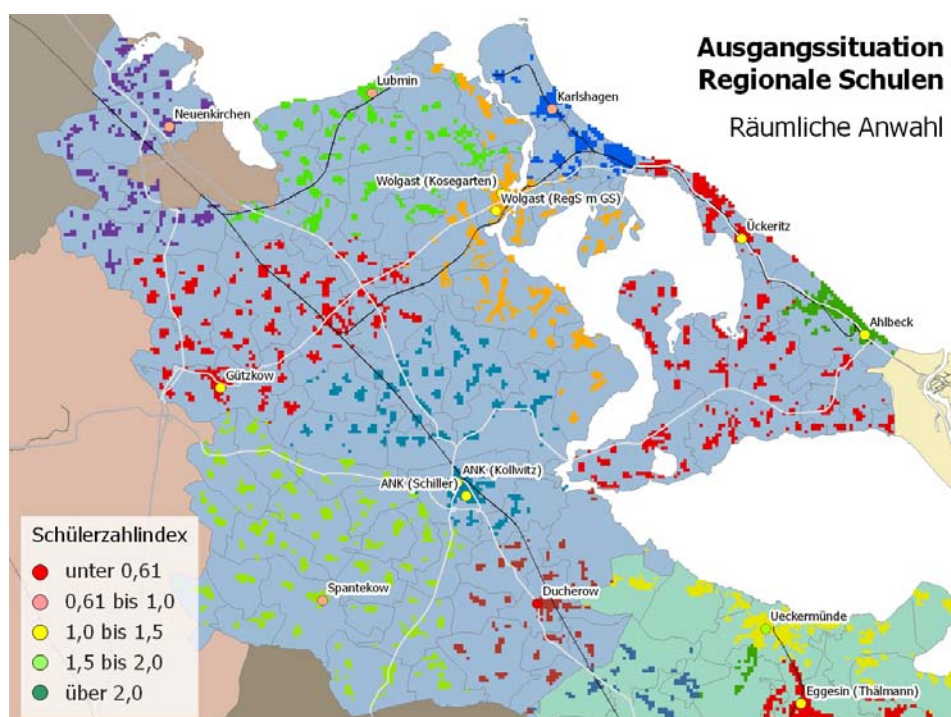 Ausgangssituation
Regionale Schulen
Räumliche Anwahl
Lubmin
Karlshagen
Neuenkirchen
Wolgast (Kosegarten)
Wolgast (RegS m GS)
Ückeritz
Ahlbeck
Gützkow
ANK (Kollwitz)
ANK (Schiller)
Spantekow
Ducherow
Ueckermünde
Eggesin (Thälmann)
Schülerzahlindex
unter 0,61
0,61 bis 1,0
1,0 bis 1,5
1,5 bis 2,0
über 2,0